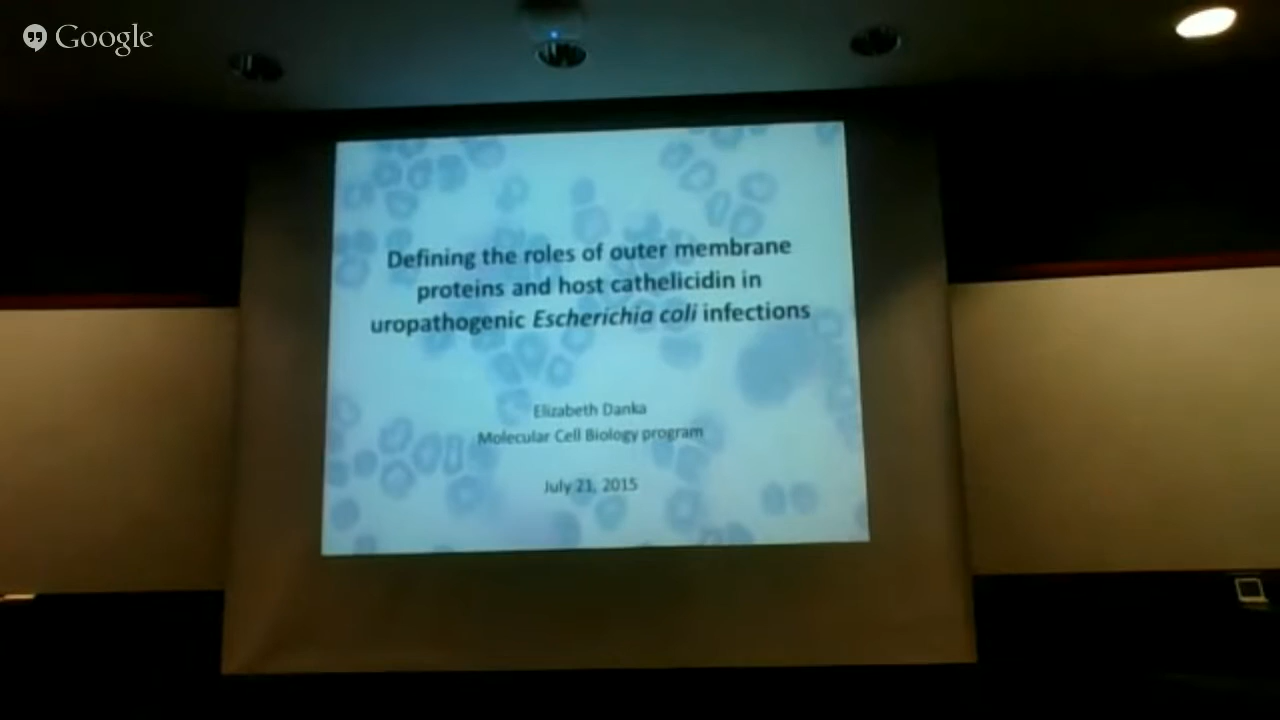 Google
Defining the roles of outer membrane
proteins and host cathelicidin in
uropathogenic Escherichia coli infections
Elizabeth Danka
Molecular Cell Biology program
July 21, 2015